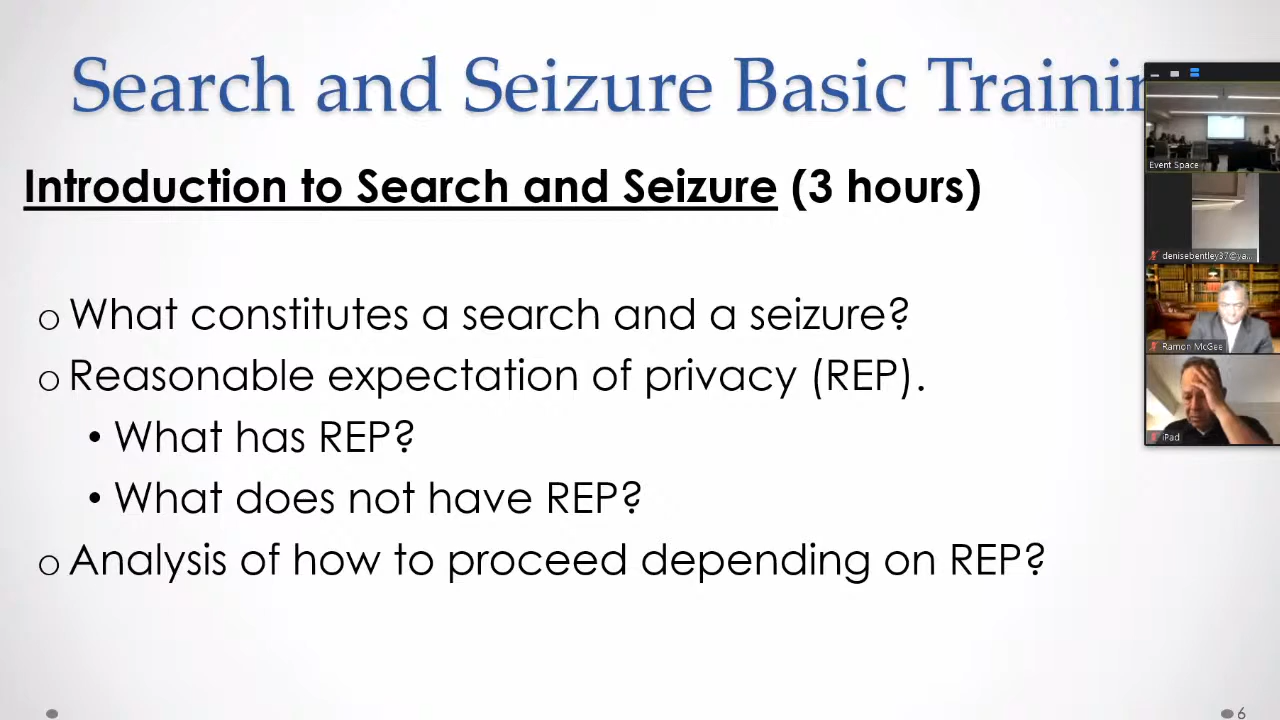 Search and Seizure Basic Trainin
Introduction to Search and Seizure (3 hours)
o What constitutes a search and a seizure?
o Reasonable expectation of privacy (REP).
• What has REP?
• What does not have REP?
o Analysis of how to proceed depending on REP?
6
Event Space
denisebentley37@ya...
Ramon McGee
iPad